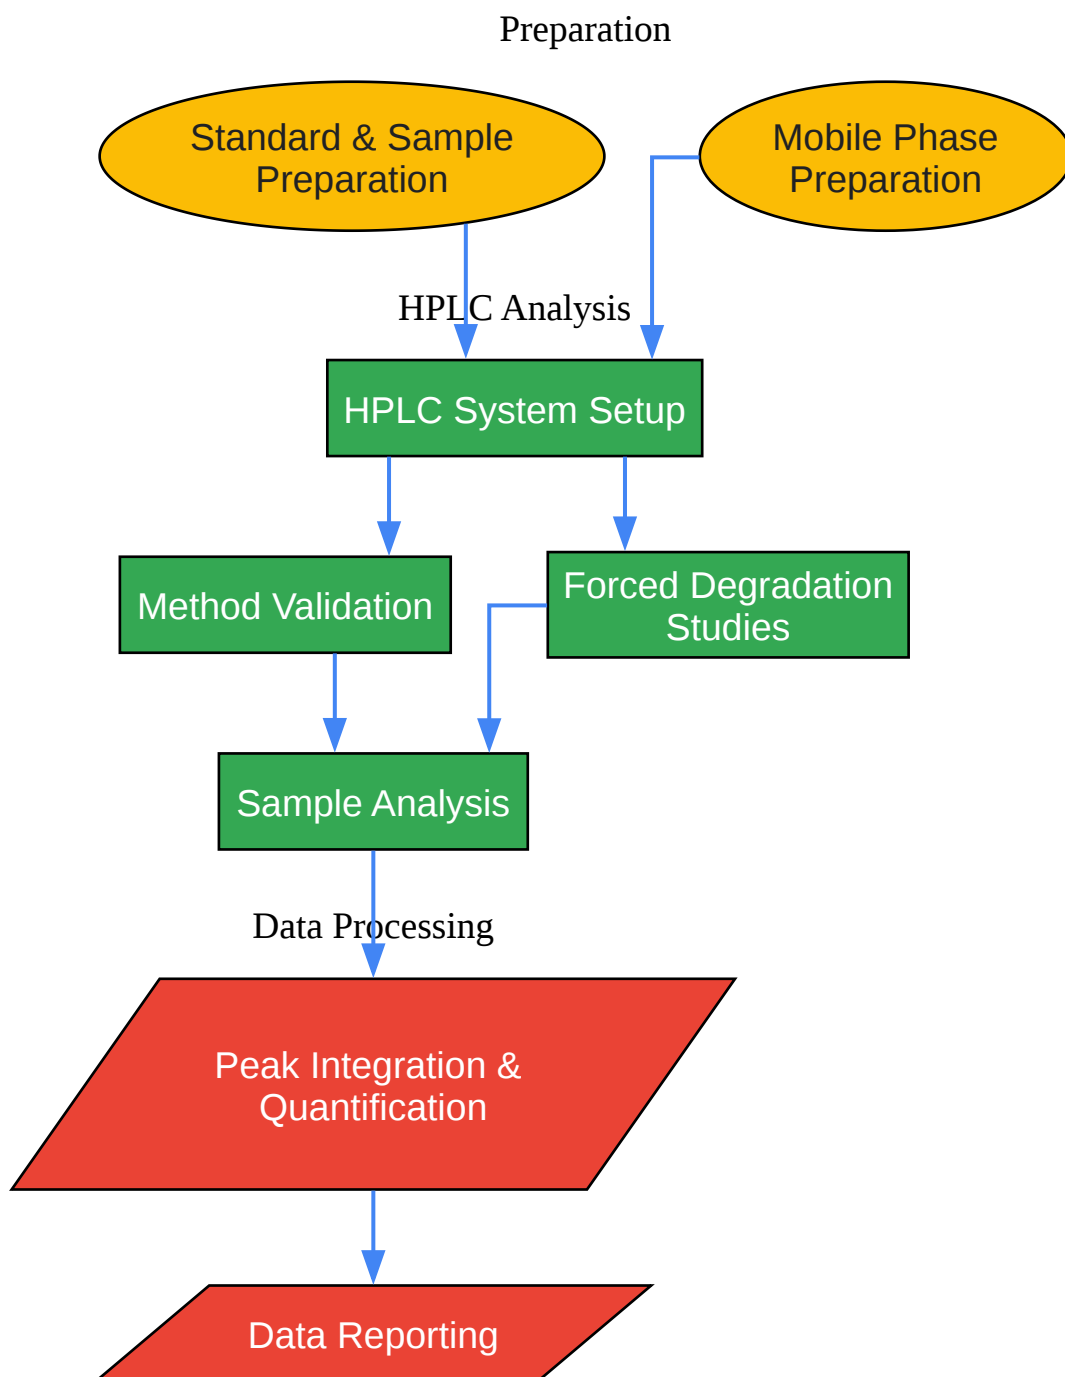 Preparation
Standard & Sample
Preparation
Mobile Phase
Preparation
HPLC Analysis
HPLC System Setup
Method Validation
Forced Degradation
Studies
Sample Analysis
Data Processing
Peak Integration &
Quantification
Data Reporting